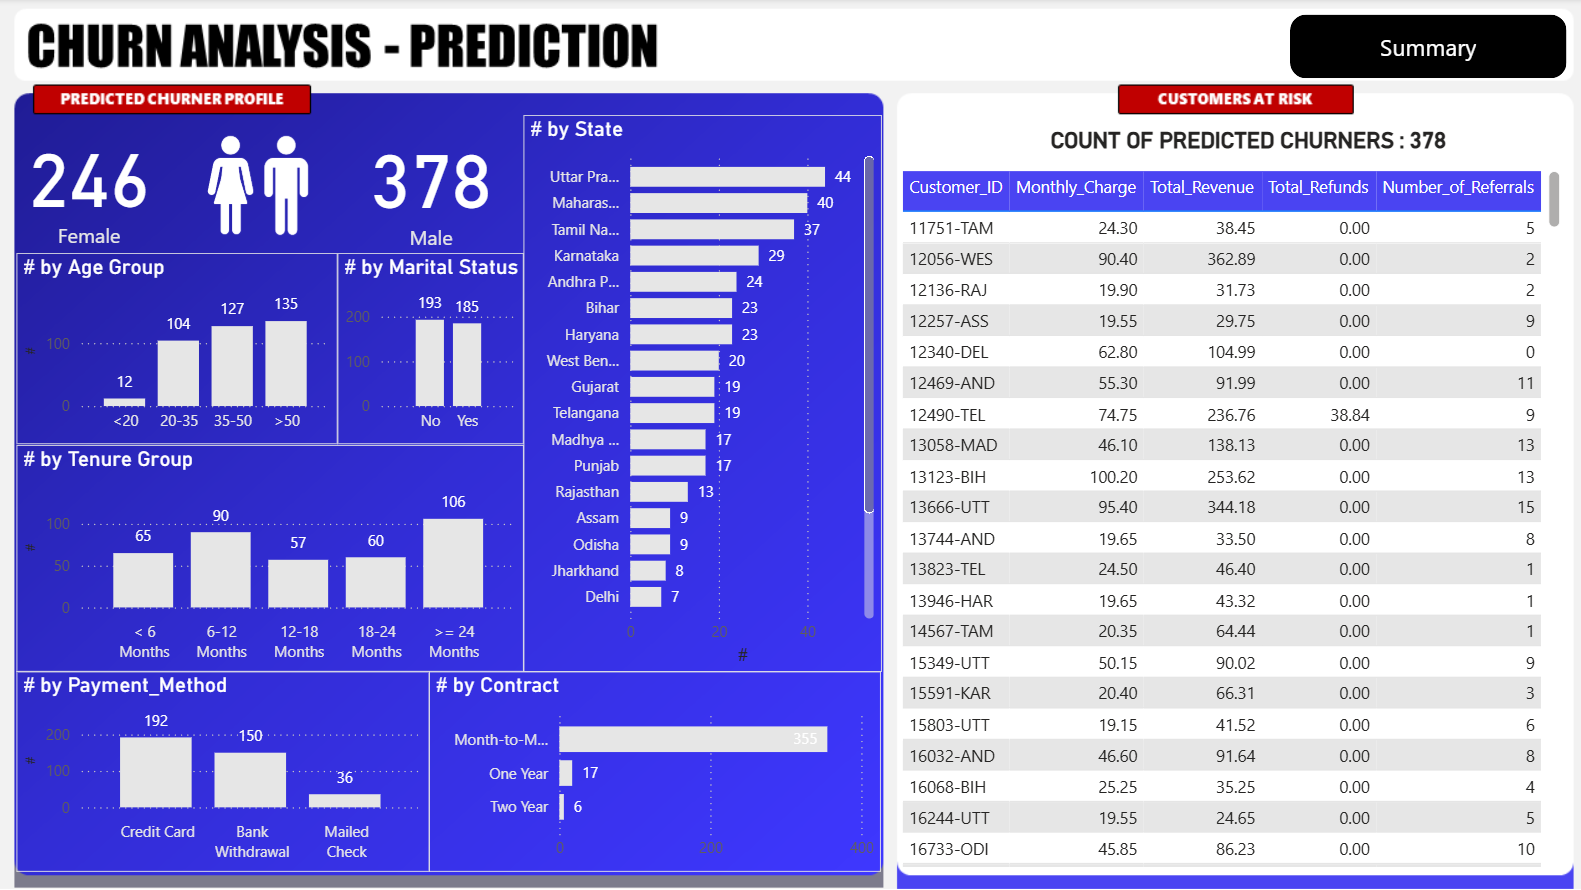 CHURN ANALYSIS - PREDICTION
Summary
PREDICTED CHURNER PROFILE
246
Female
378
Male
# by Age Group
#
100
0
12
104
127
135
<20
20-35
35-50
>50
# by Marital Status
200
100
0
193
185
No
Yes
# by Tenure Group
#
100
50
0
65
90
57
60
106
< 6 Months
6-12 Months
12-18 Months
18-24 Months
>= 24 Months
# by State
Uttar Pra... 44
Maharas... 40
Tamil Na... 37
Karnataka 29
Andhra P... 24
Bihar 23
Haryana 23
West Ben... 20
Gujarat 19
Telangana 19
Madhya ... 17
Punjab 17
Rajasthan 13
Assam 9
Odisha 9
Jharkhand 8
Delhi 7
0 20 40
#
# by Payment_Method
#
200
100
0
192
150
36
Credit Card
Bank Withdrawal
Mailed Check
# by Contract
Month-to-M... 355
One Year 17
Two Year 6
0 200 400
CUSTOMERS AT RISK
COUNT OF PREDICTED CHURNERS : 378
Customer_ID Monthly_Charge Total_Revenue Total_Refunds Number_of_Referrals
11751-TAM 24.30 38.45 0.00 5
12056-WES 90.40 362.89 0.00 2
12136-RAJ 19.90 31.73 0.00 2
12257-ASS 19.55 29.75 0.00 9
12340-DEL 62.80 104.99 0.00 0
12469-AND 55.30 91.99 0.00 11
12490-TEL 74.75 236.76 38.84 9
13058-MAD 46.10 138.13 0.00 13
13123-BIH 100.20 253.62 0.00 13
13666-UTT 95.40 344.18 0.00 15
13744-AND 19.65 33.50 0.00 8
13823-TEL 24.50 46.40 0.00 1
13946-HAR 19.65 43.32 0.00 1
14567-TAM 20.35 64.44 0.00 1
15349-UTT 50.15 90.02 0.00 9
15591-KAR 20.40 66.31 0.00 3
15803-UTT 19.15 41.52 0.00 6
16032-AND 46.60 91.64 0.00 8
16068-BIH 25.25 35.25 0.00 4
16244-UTT 19.55 24.65 0.00 5
16733-ODI 45.85 86.23 0.00 10